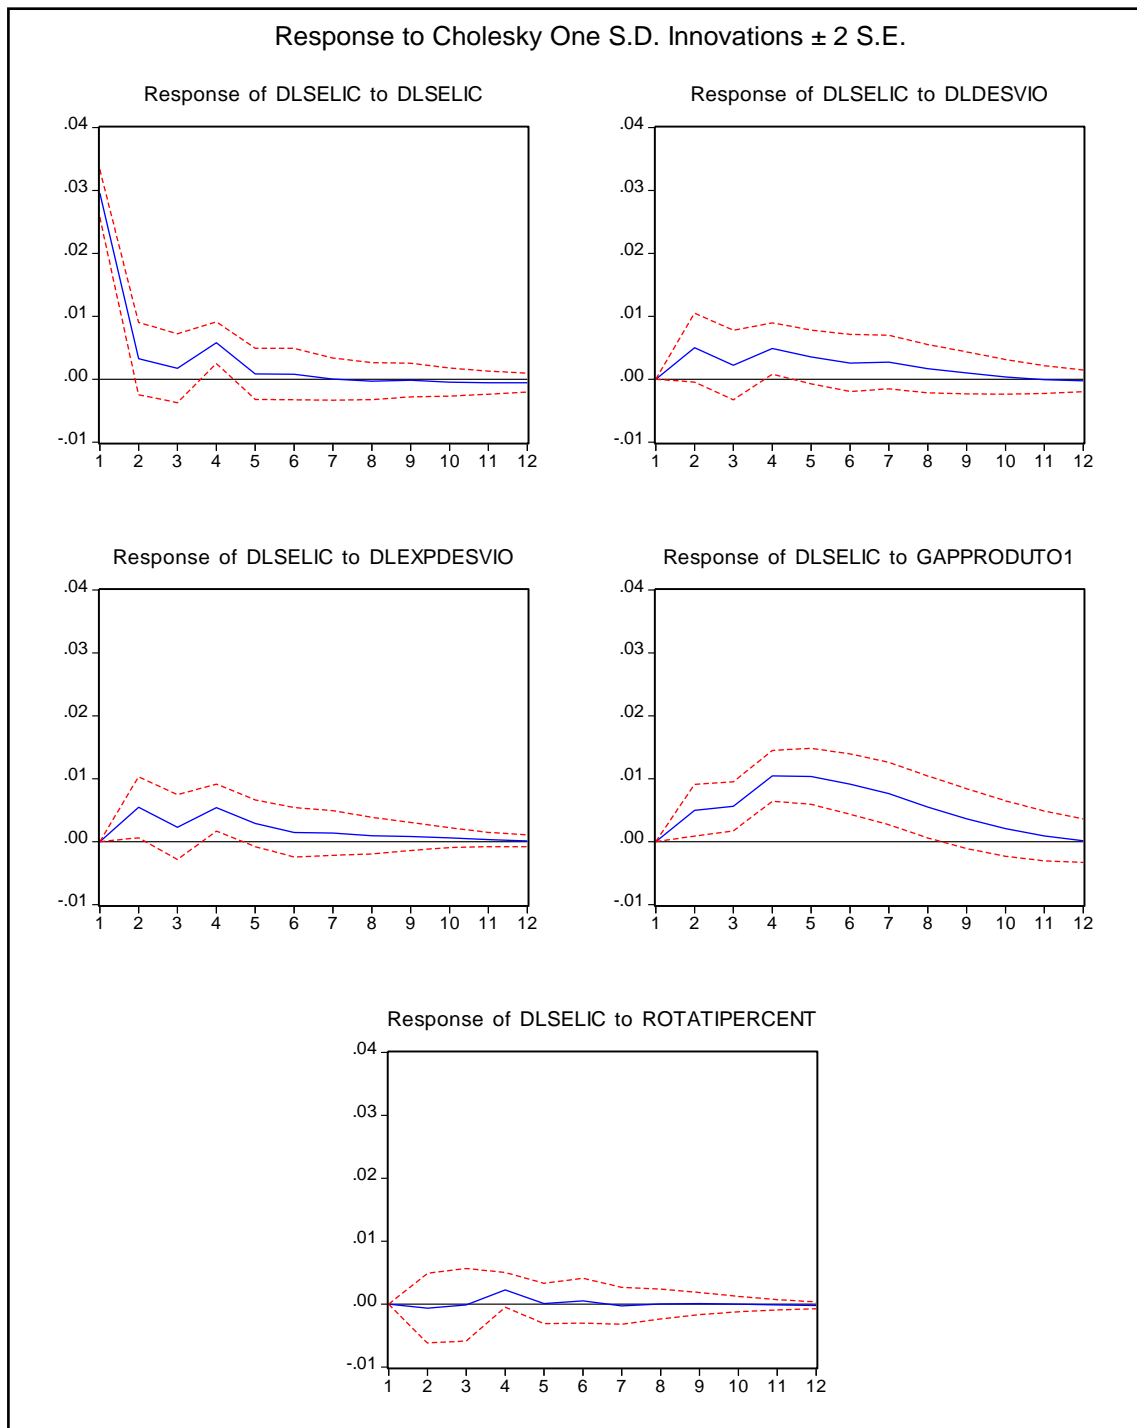 Response to Cholesky One S.D. Innovations ± 2 S.E.
Response of DLSELIC to DLSELIC
.04
.03
.02
.01
.00
-.01
1 2 3 4 5 6 7 8 9 10 11 12
Response of DLSELIC to DLDESVIO
.04
.03
.02
.01
.00
-.01
1 2 3 4 5 6 7 8 9 10 11 12
Response of DLSELIC to DLEXPDESVIO
.04
.03
.02
.01
.00
-.01
1 2 3 4 5 6 7 8 9 10 11 12
Response of DLSELIC to GAPPRODUTO1
.04
.03
.02
.01
.00
-.01
1 2 3 4 5 6 7 8 9 10 11 12
Response of DLSELIC to ROTATIPERCENT
.04
.03
.02
.01
.00
-.01
1 2 3 4 5 6 7 8 9 10 11 12